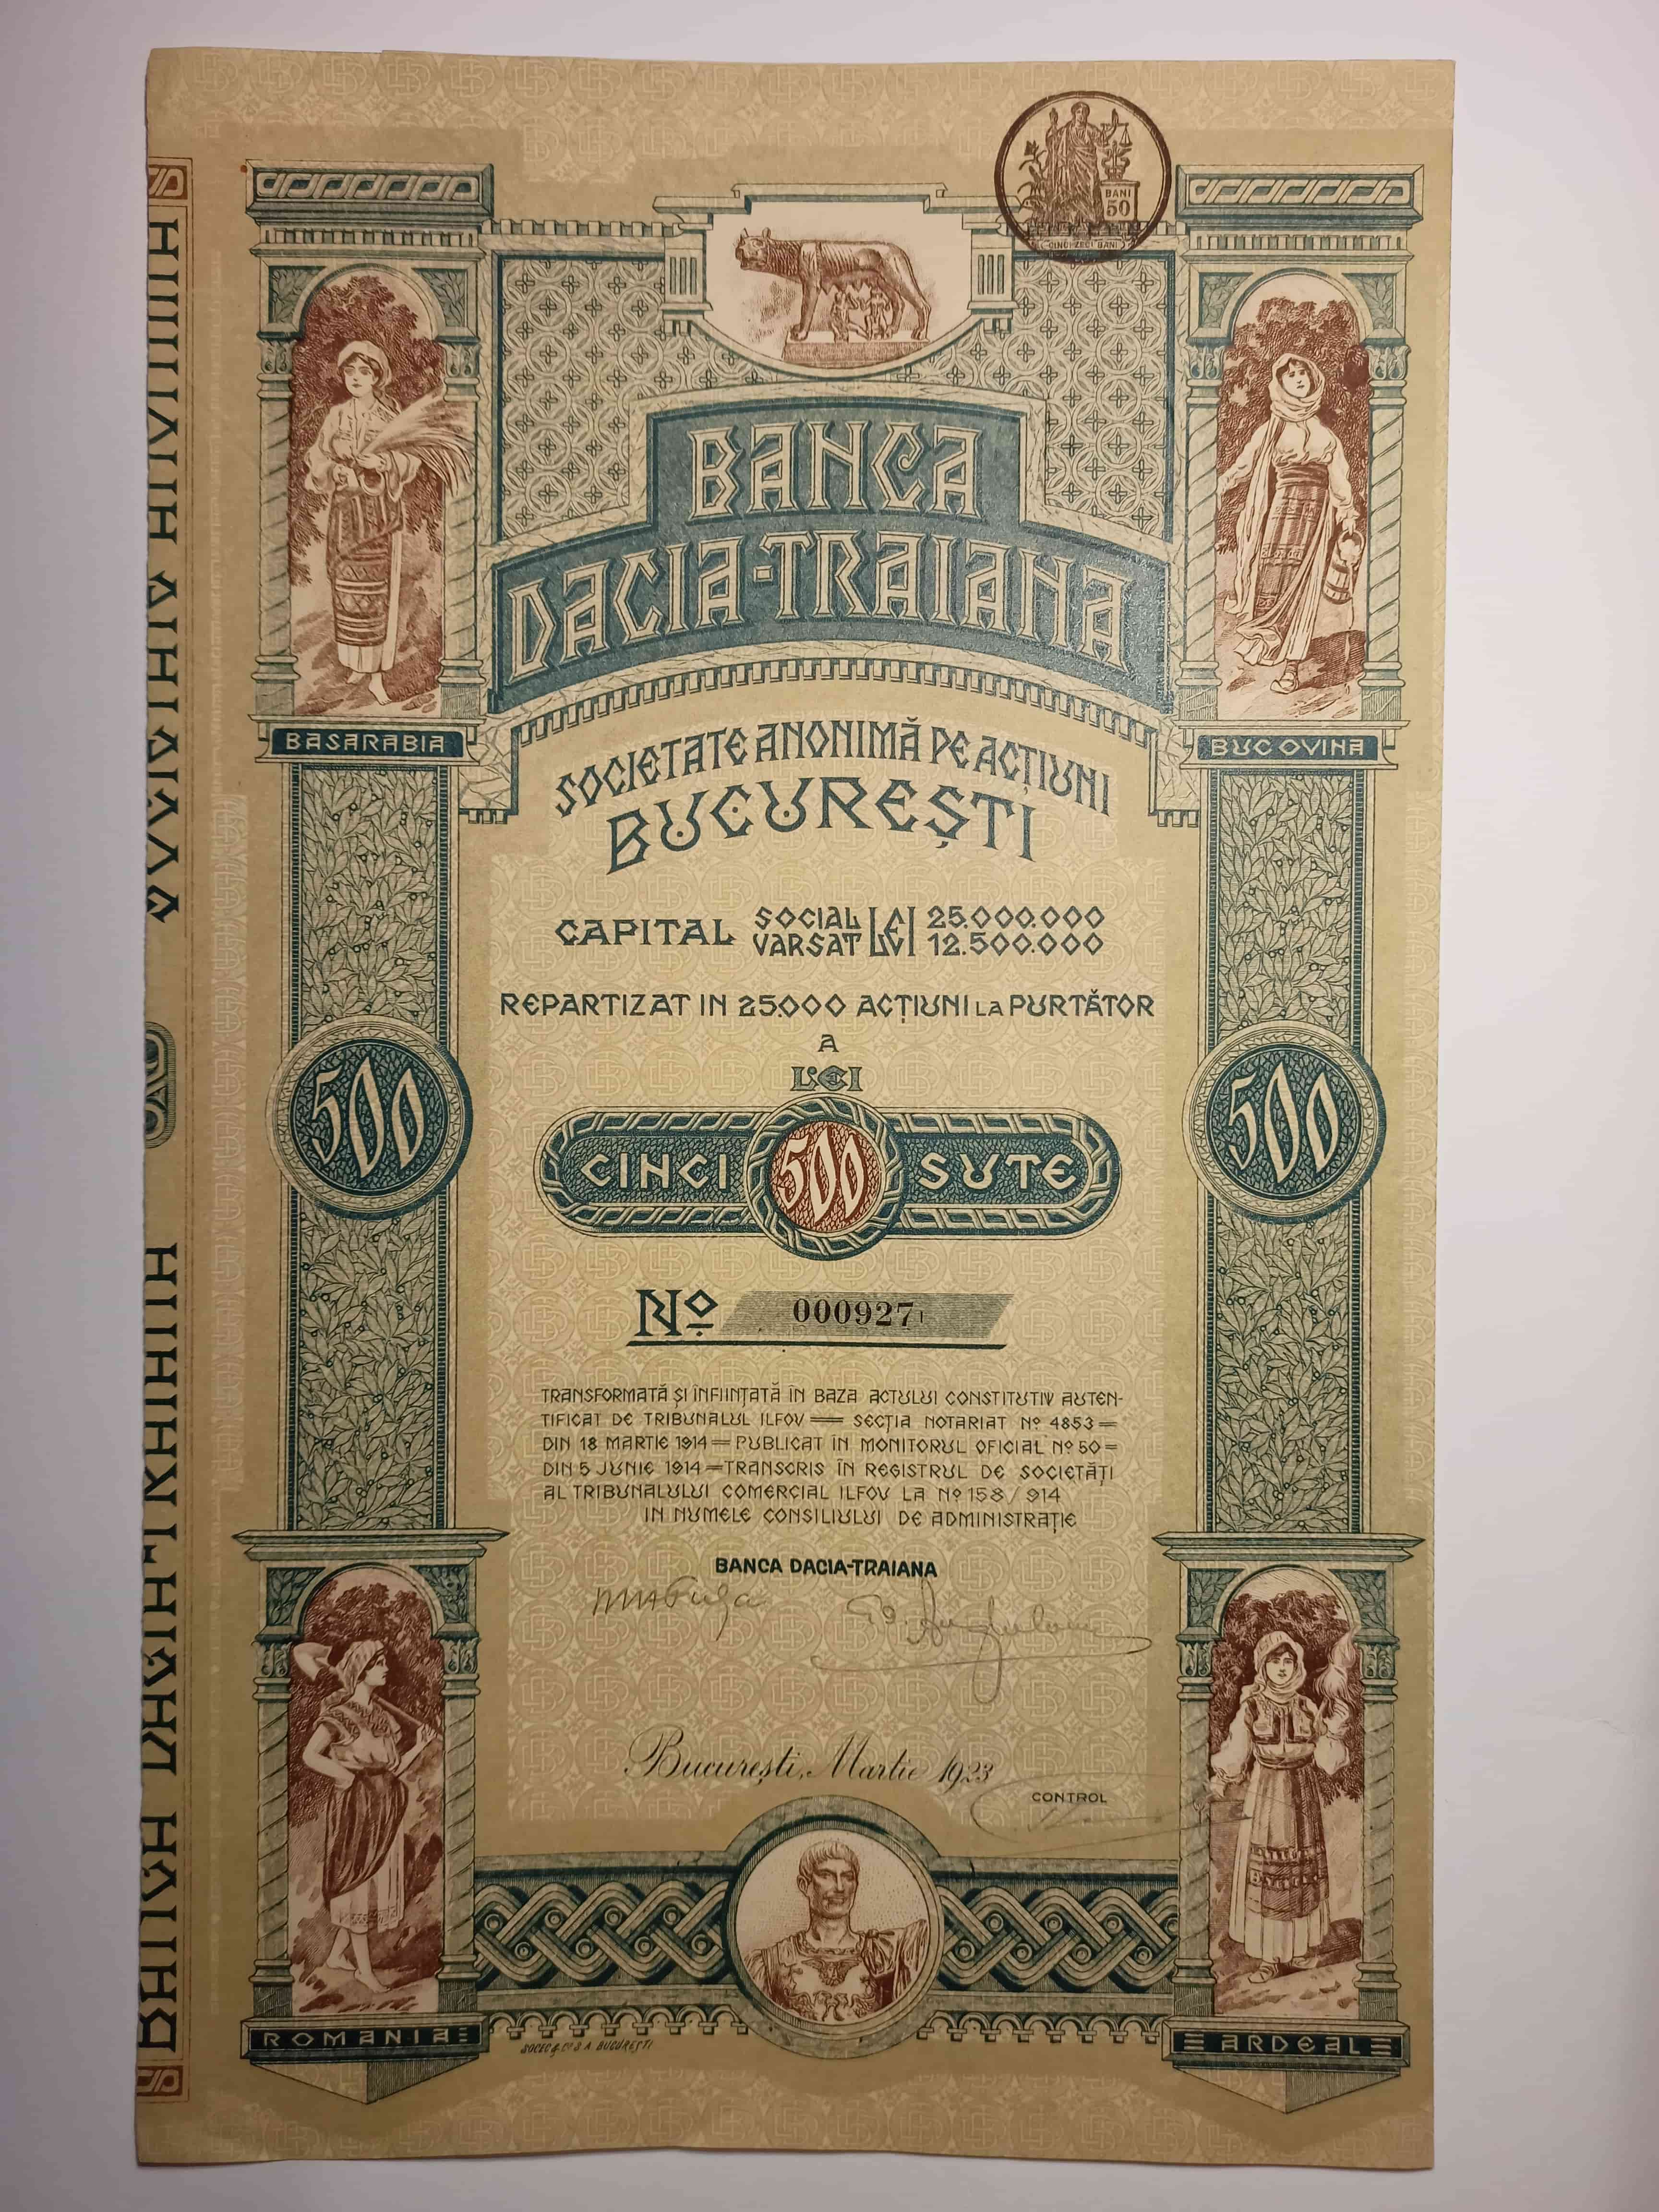 BANI
50
CINCIZECI BANI
BANCA
DACIA-TRAIANA
BASARABIA
BUCOVINA
SOCIETATE ANONIMĂ PE ACȚIUNI
BUCUREȘTI
CAPITAL SOCIAL LEI 25.000.000
VARSAT LEI 12.500.000
REPARTIZAT IN 25.000 ACȚIUNI LA PURTĂTOR
A
LEI
500
CINCI 500 SUTE
500
No 000927
TRANSFORMATĂ ȘI ÎNFIINȚATĂ ÎN BAZA ACTULUI CONSTITUTIV AUTEN-
TIFICAT DE TRIBUNALUL ILFOV = SECȚIA NOTARIAT No 4853 =
DIN 18 MARTIE 1914 = PUBLICAT ÎN MONITORUL OFICIAL No 50 =
DIN 5 JUNIE 1914 = TRANSCRIS ÎN REGISTRUL DE SOCIETĂȚI
AL TRIBUNALULUI COMERCIAL ILFOV LA No 158/914
IN NUMELE CONSILIULUI DE ADMINISTRAȚIE
BANCA DACIA-TRAIANA
București, Martie 1923
CONTROL
ROMANIA
ARDEAL
SOCEC & Co S A BUCUREȘTI